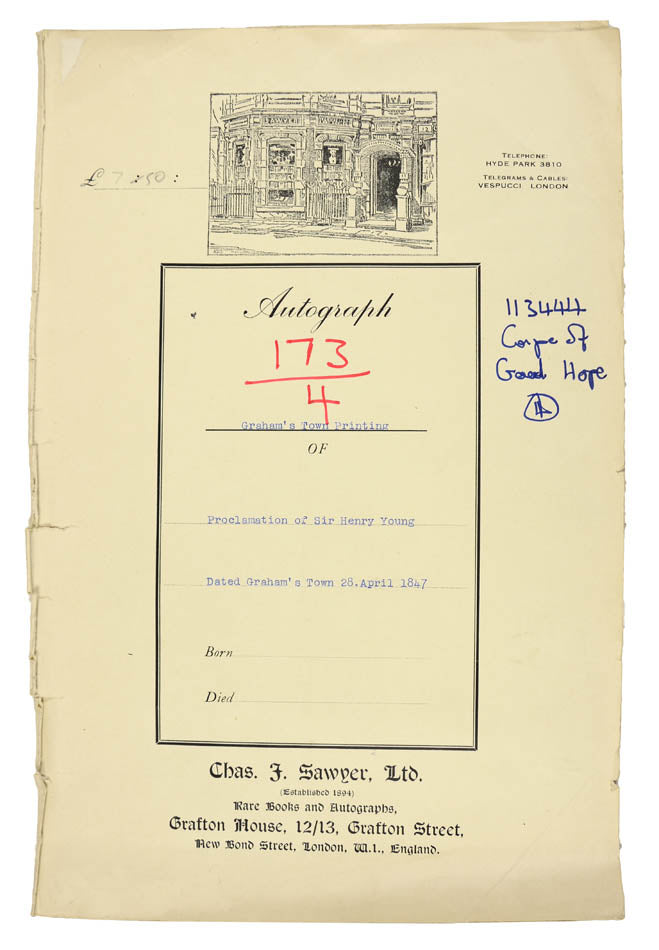 TELEPHONE:
HYDE PARK 3810
TELEGRAMS & CABLES:
VESPUCCI LONDON
£ 7 :
SAWYER
12
Autograph
173
4
Graham's Town Printing
OF
Proclamation of Sir Henry Young
Dated Graham's Town 28.April 1847
Born
Died
113444
Cape of
Good Hope
Chas. J. Sawyer, Ltd.
(Established 1894)
Rare Books and Autographs,
Grafton House, 12/13, Grafton Street,
New Bond Street, London, W.1., England.